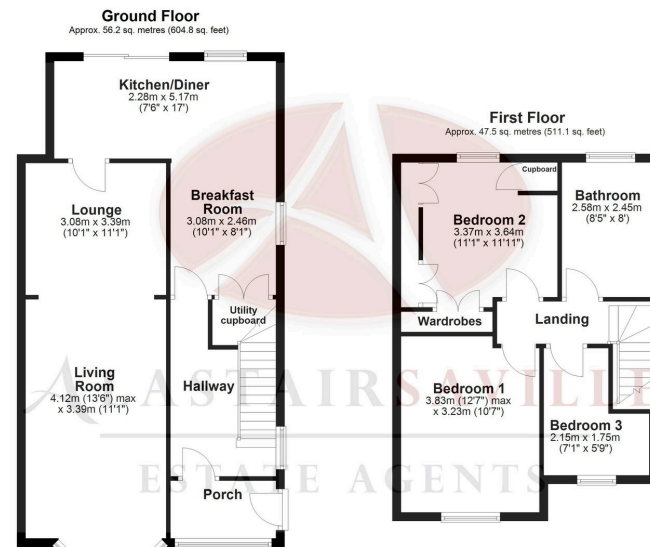 Ground Floor
Approx. 56.2 sq. metres (604.8 sq. feet)
Kitchen/Diner
2.28m x 5.17m
(7'6" x 17')
Lounge
3.08m x 3.39m
(10'1" x 11'1")
Breakfast
Room
3.08m x 2.46m
(10'1" x 8'1")
Utility
cupboard
Living
Room
4.12m (13'6") max
x 3.39m (11'1")
Hallway
Porch
First Floor
Approx. 47.5 sq. metres (511.1 sq. feet)
Cupboard
Bedroom 2
3.37m x 3.64m
(11'1" x 11'11")
Bathroom
2.58m x 2.45m
(8'5" x 8')
Wardrobes
Landing
Bedroom 1
3.83m (12'7") max
x 3.23m (10'7")
Bedroom 3
2.15m x 1.75m
(7'1" x 5'9")
ASTAIRSAVILLE
ESTATE AGENTS